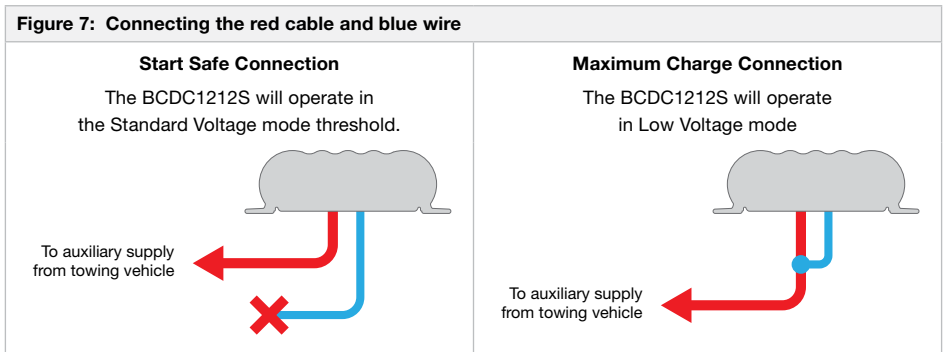 Figure 7: Connecting the red cable and blue wire
Start Safe Connection
The BCDC1212S will operate in
the Standard Voltage mode threshold.
To auxiliary supply
from towing vehicle
Maximum Charge Connection
The BCDC1212S will operate
in Low Voltage mode
To auxiliary supply
from towing vehicle